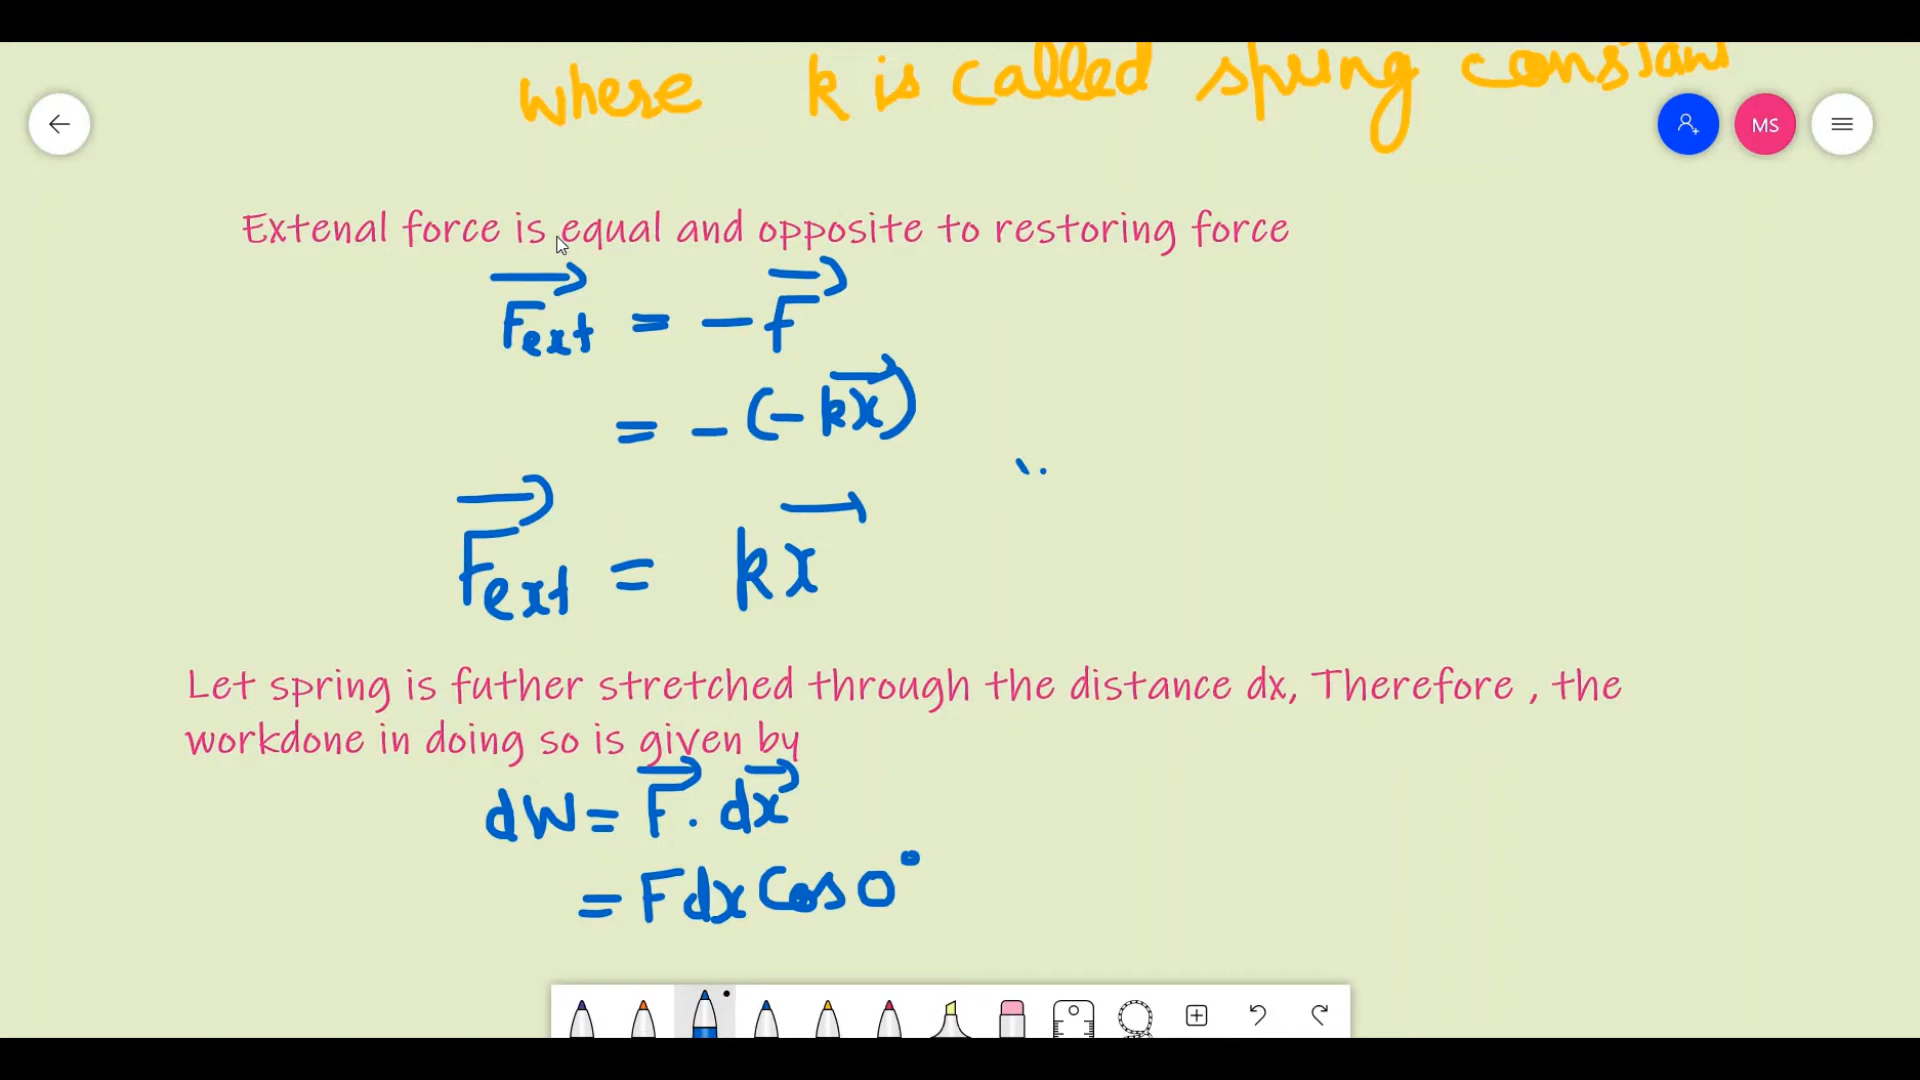 where k is called spring constant
MS
Extenal force is equal and opposite to restoring force
F⃗ext = - F⃗
= - (- kx⃗)
F⃗ext = kx⃗
Let spring is futher stretched through the distance dx, Therefore , the
workdone in doing so is given by
dW = F⃗ . dx⃗
= F dx Cos 0°